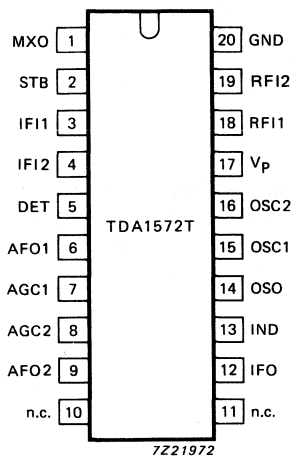 MXO 1 20 GND
STB 2 19 RFI2
IFI1 3 18 RFI1
IFI2 4 17 Vp
DET 5 16 OSC2
TDA1572T
AFO1 6 15 OSC1
AGC1 7 14 OSO
AGC2 8 13 IND
AFO2 9 12 IFO
n.c. 10 11 n.c.
7Z21972